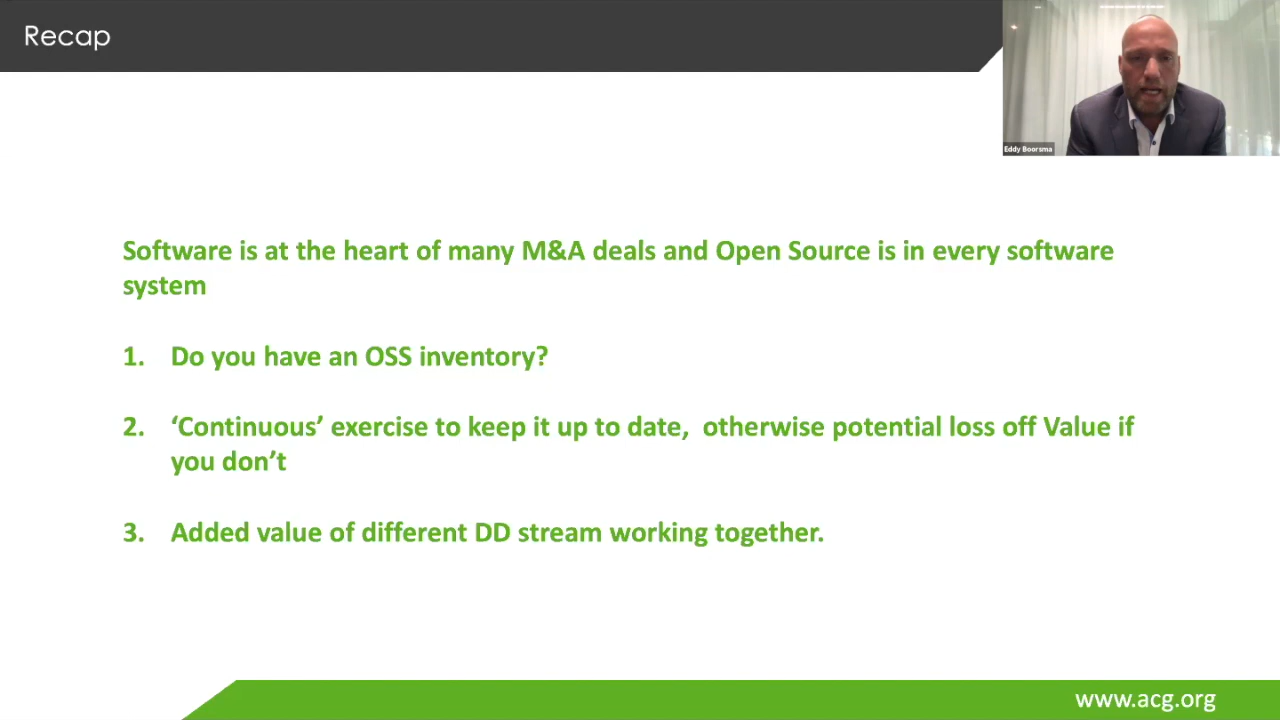 Recap
Eddy Boorsma
Software is at the heart of many M&A deals and Open Source is in every software
system
1. Do you have an OSS inventory?
2. ‘Continuous’ exercise to keep it up to date,  otherwise potential loss off Value if
you don’t
3. Added value of different DD stream working together.
www.acg.org